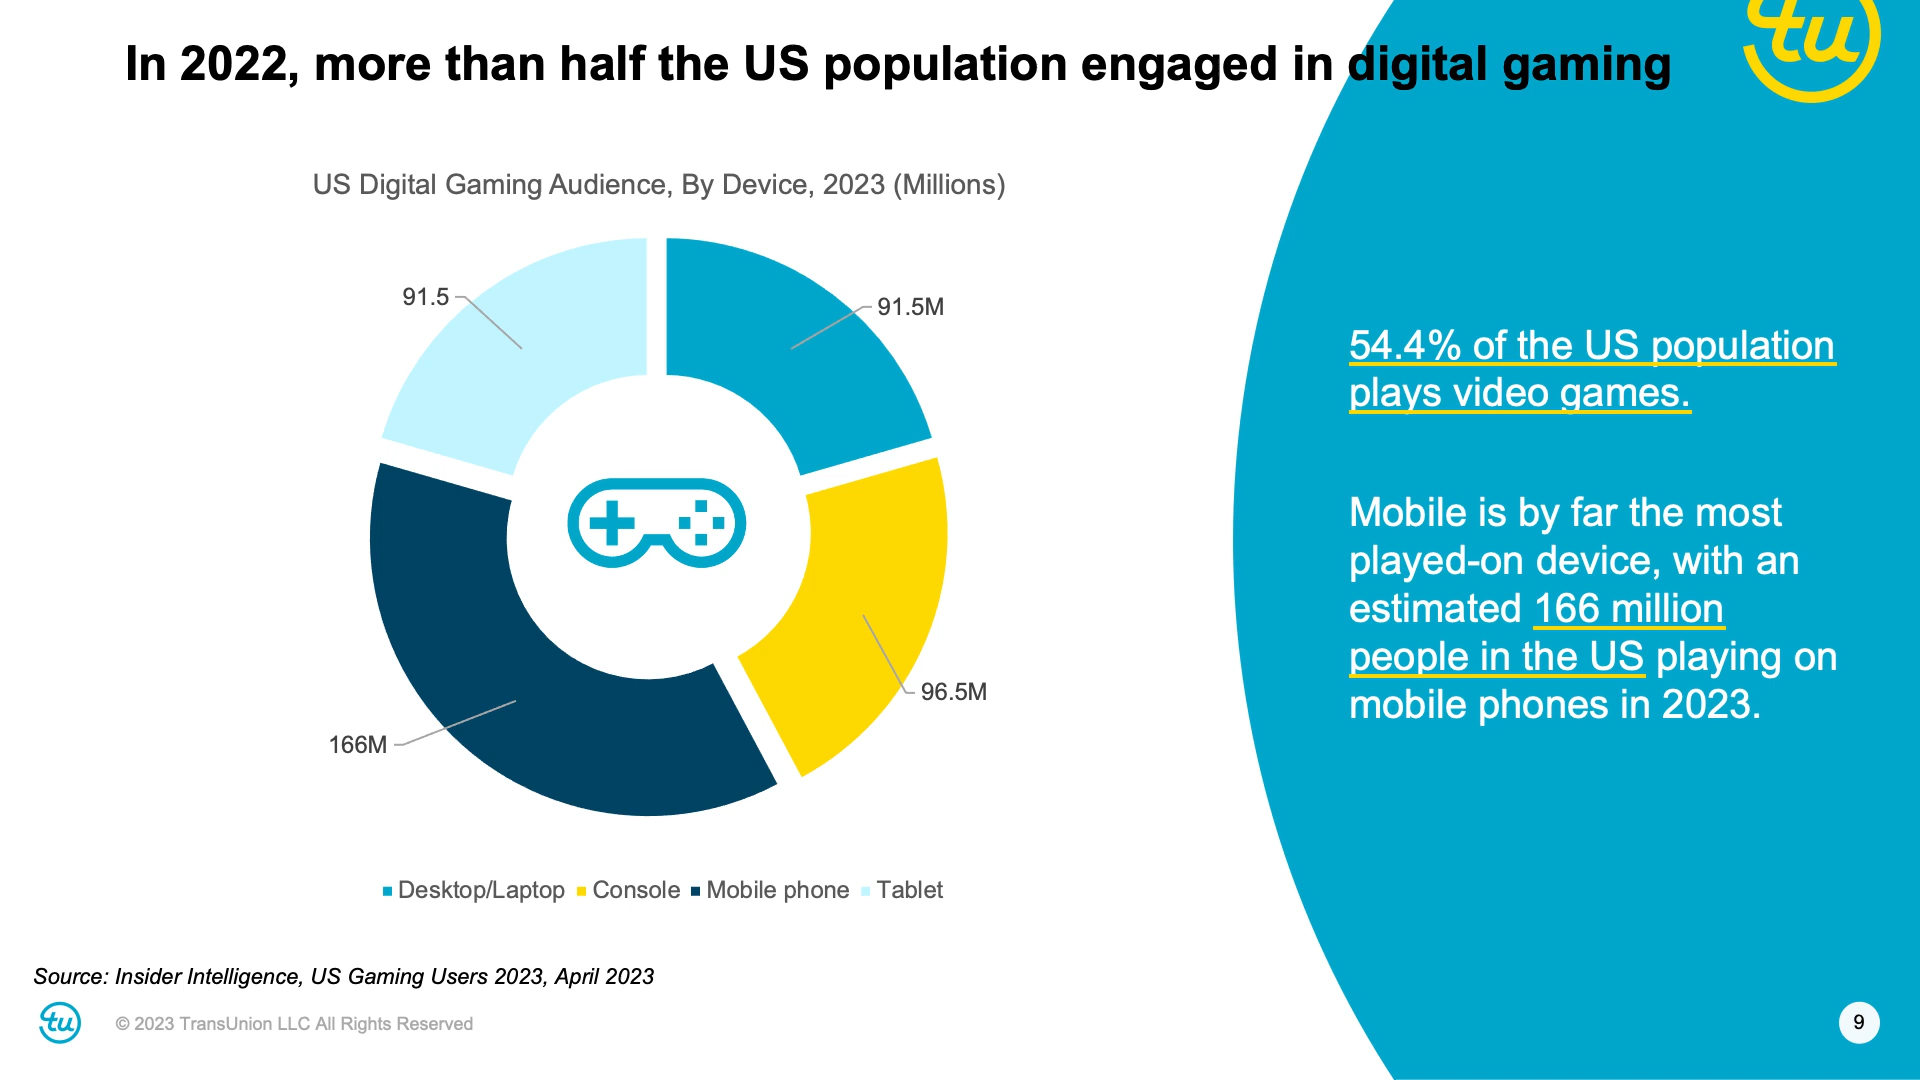 In 2022, more than half the US population engaged in digital gaming
tu
US Digital Gaming Audience, By Device, 2023 (Millions)
91.5
91.5M
96.5M
166M
Desktop/Laptop Console Mobile phone Tablet
54.4% of the US population
plays video games.
Mobile is by far the most
played-on device, with an
estimated 166 million
people in the US playing on
mobile phones in 2023.
Source: Insider Intelligence, US Gaming Users 2023, April 2023
tu
© 2023 TransUnion LLC All Rights Reserved
9